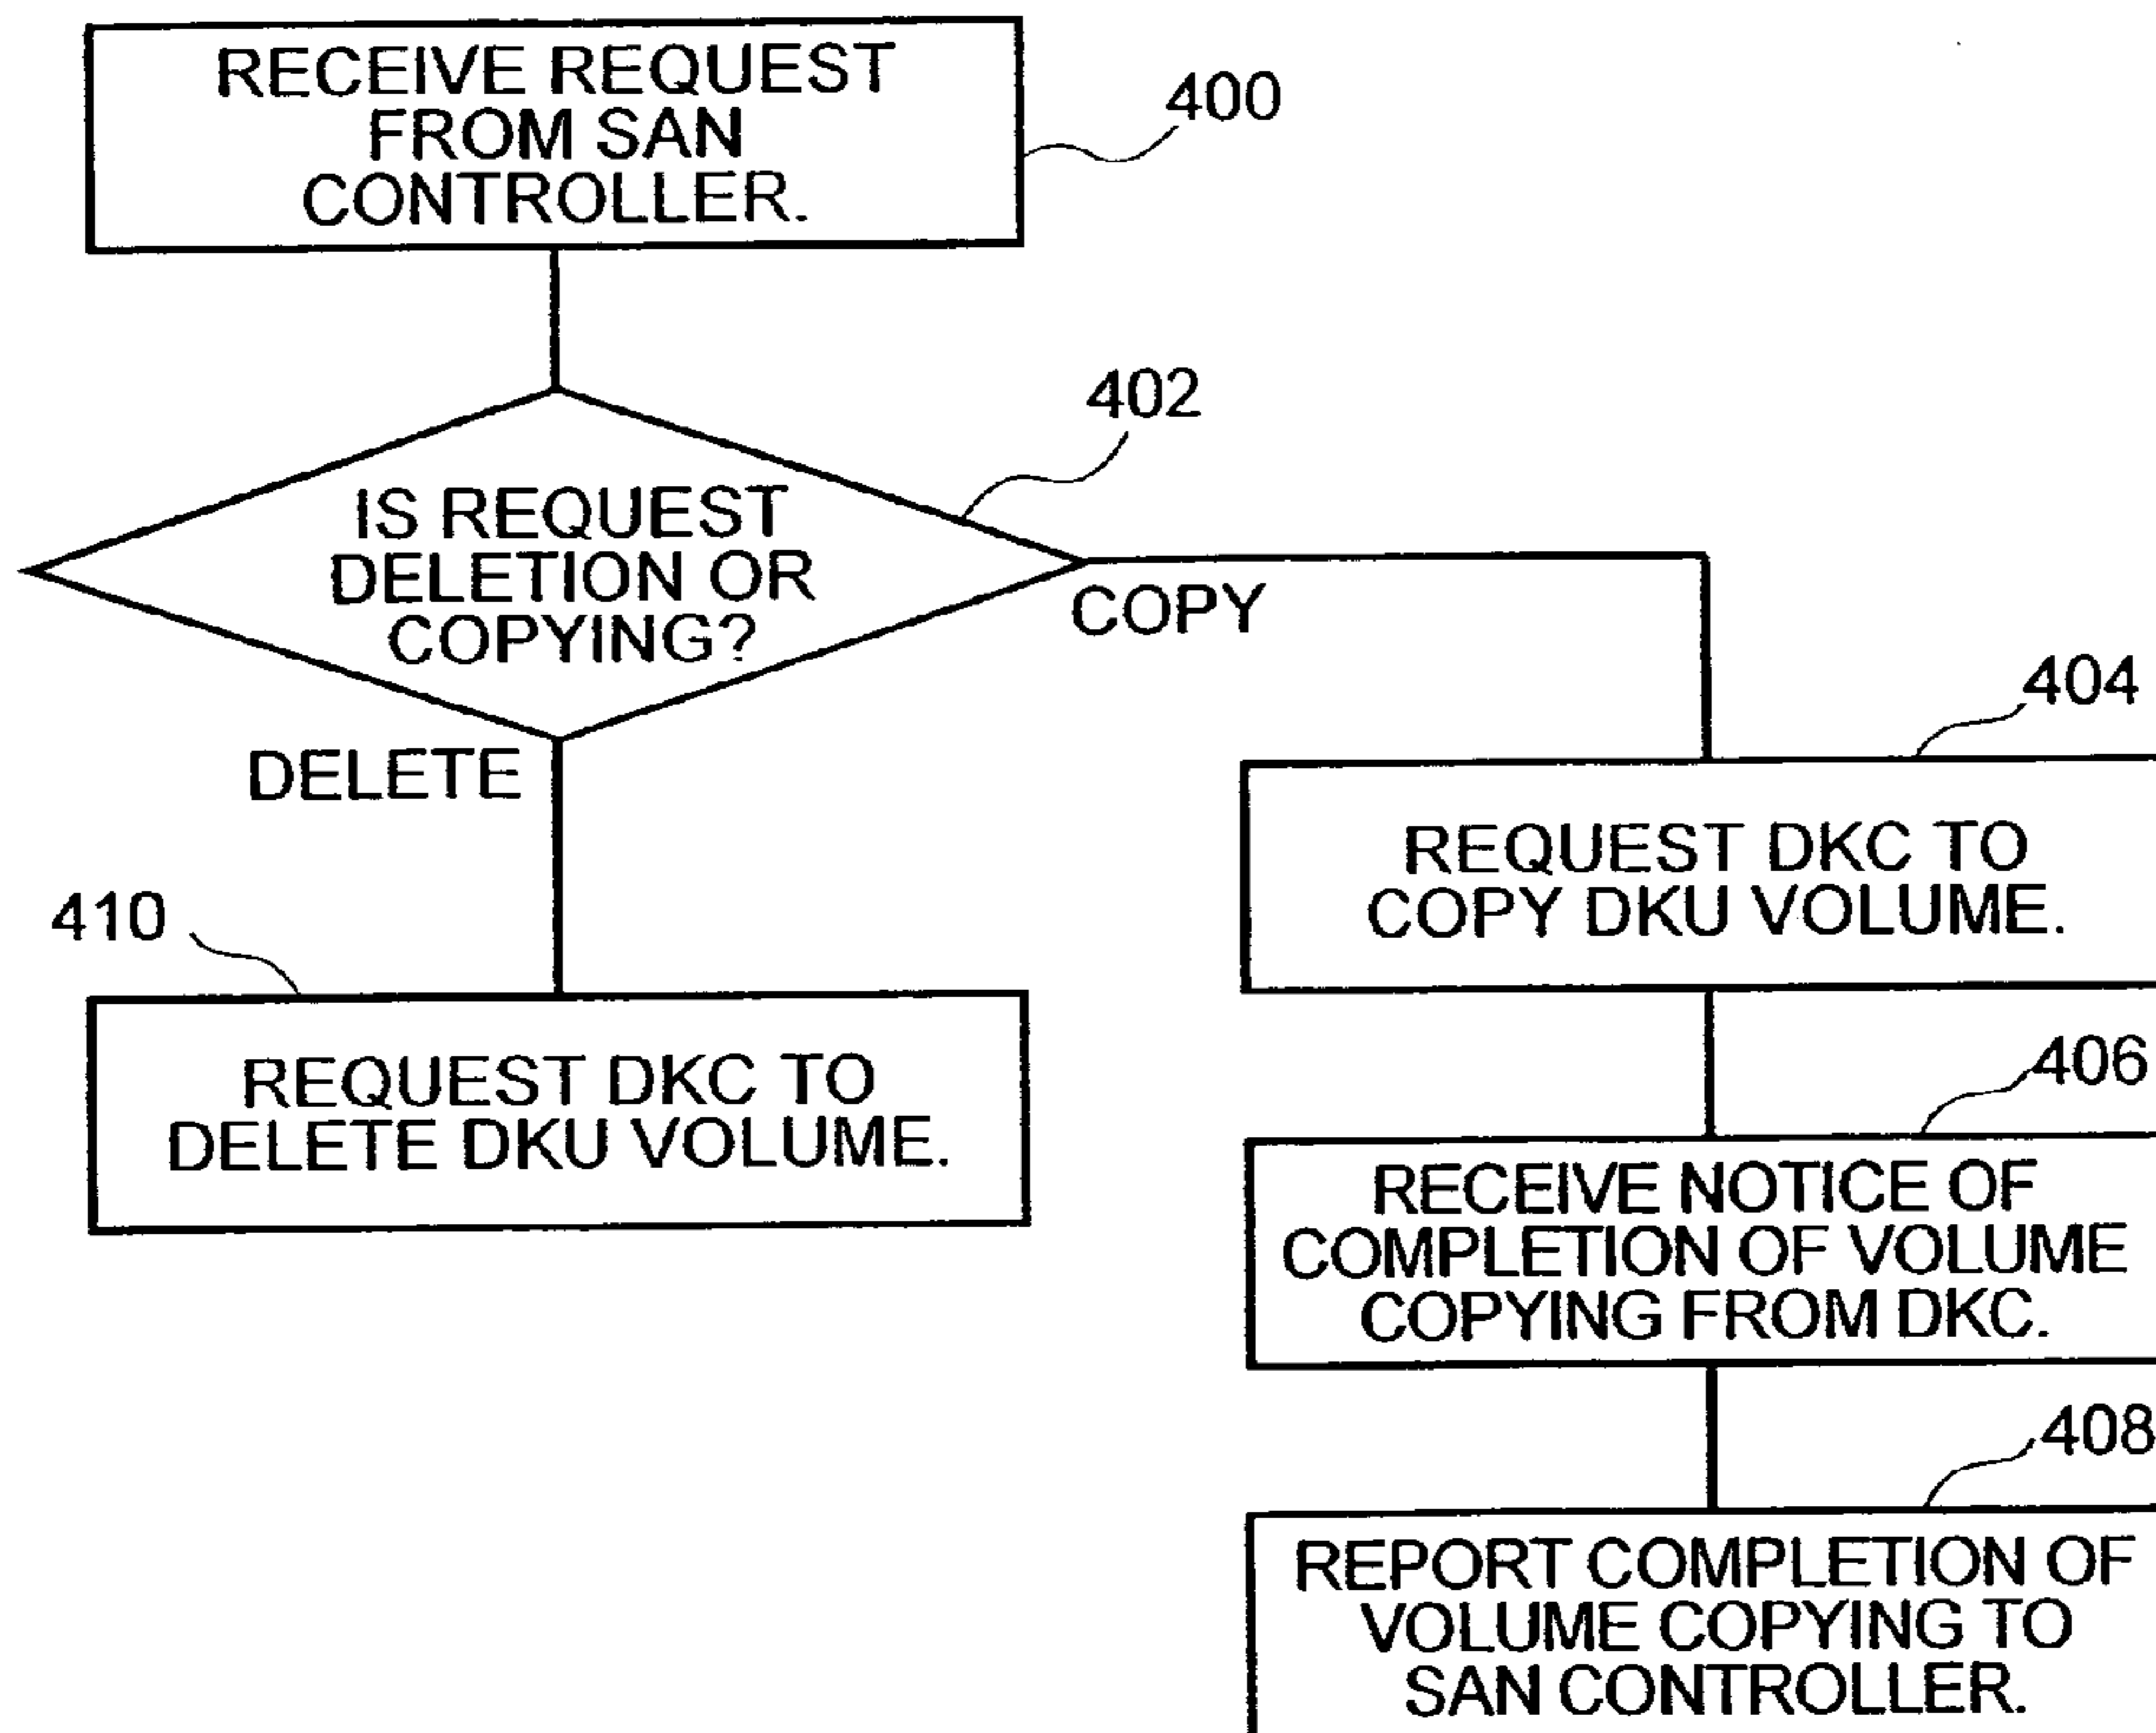 RECEIVE REQUEST
FROM SAN
CONTROLLER.
400
402
IS REQUEST
DELETION OR
COPYING?
COPY
DELETE
404
REQUEST DKC TO
COPY DKU VOLUME.
410
REQUEST DKC TO
DELETE DKU VOLUME.
406
RECEIVE NOTICE OF
COMPLETION OF VOLUME
COPYING FROM DKC.
408
REPORT COMPLETION OF
VOLUME COPYING TO
SAN CONTROLLER.